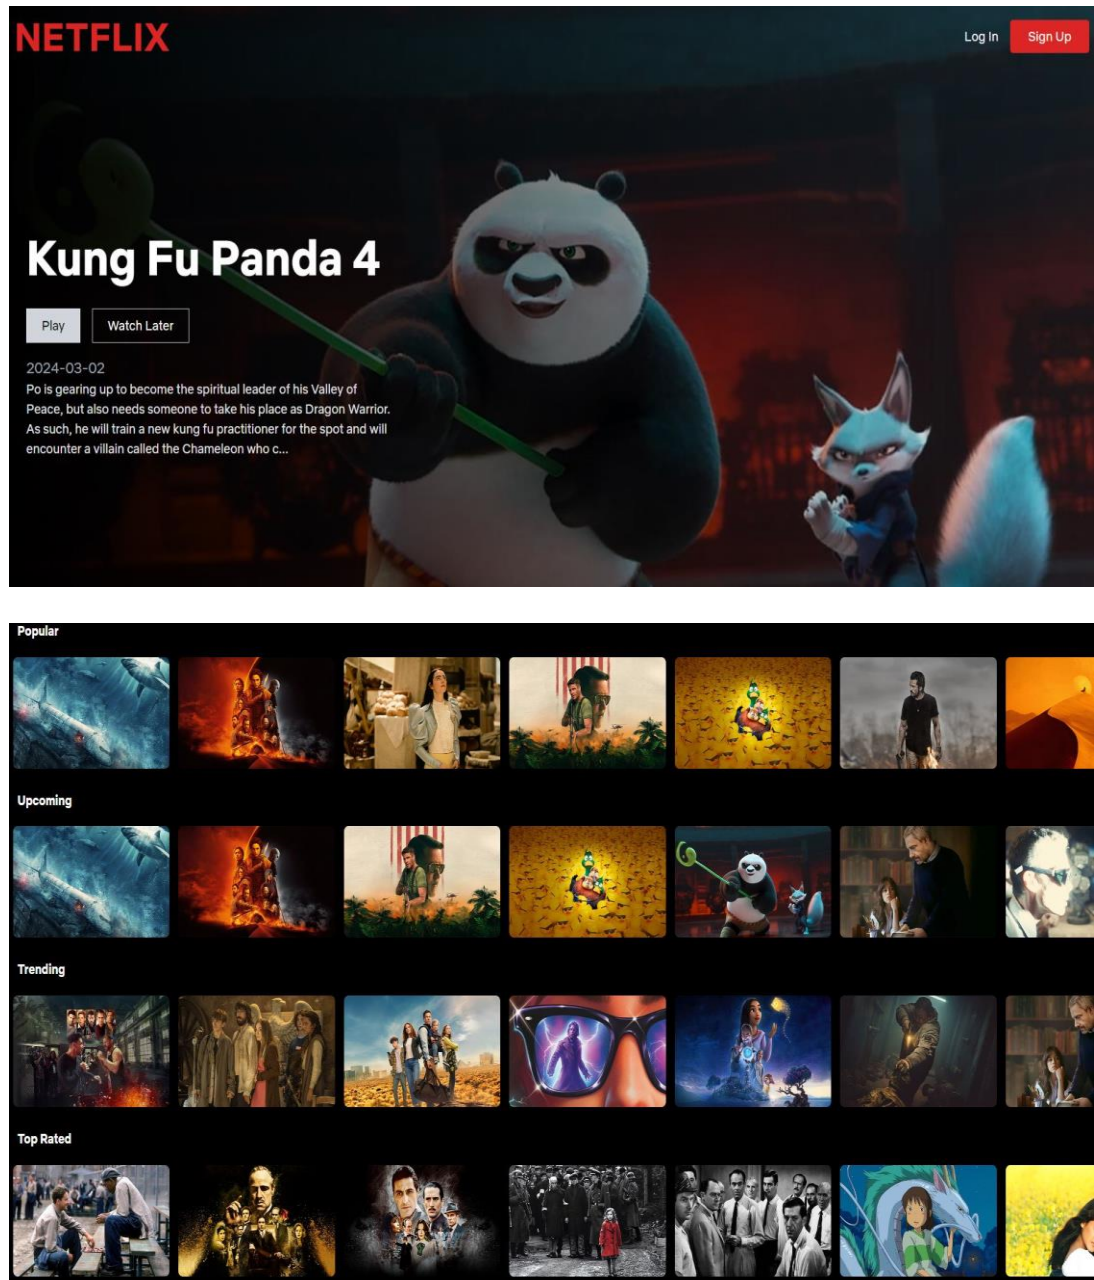 NETFLIX
Log In
Sign Up
Kung Fu Panda 4
Play
Watch Later
2024-03-02
Po is gearing up to become the spiritual leader of his Valley of
Peace, but also needs someone to take his place as Dragon Warrior.
As such, he will train a new kung fu practitioner for the spot and will
encounter a villain called the Chameleon who c...
Popular
Upcoming
Trending
Top Rated